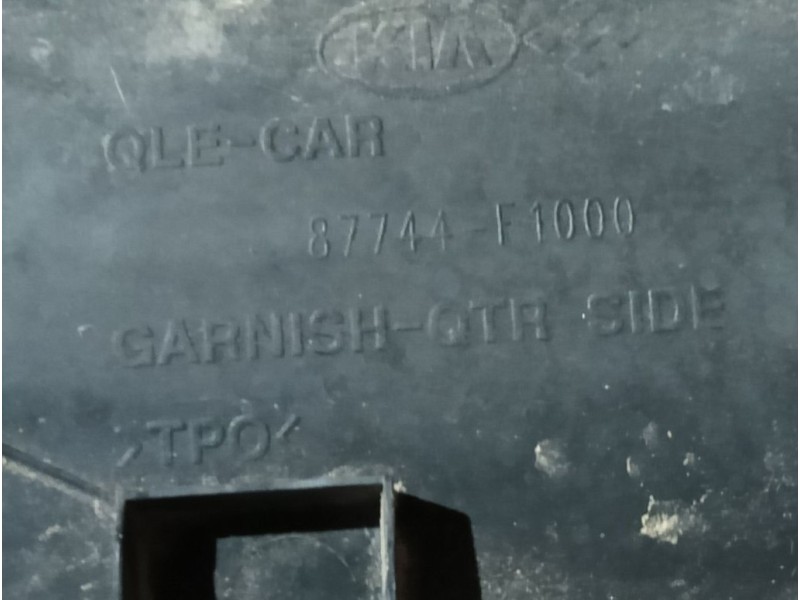 KIA
QLE-CAR
87744-F1000
GARNISH-QTR SIDE
>TPO<